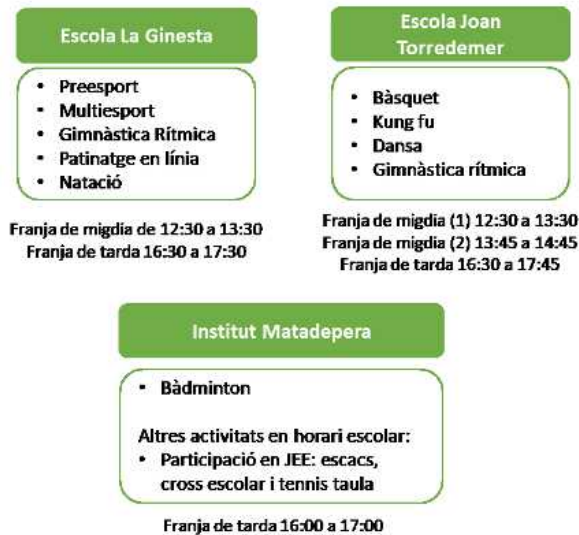 Escola La Ginesta
• Preesport
• Multiesport
• Gimnàstica Rítmica
• Patinatge en línia
• Natació
Franja de migdia de 12:30 a 13:30
Franja de tarda 16:30 a 17:30
Escola Joan
Torredemer
• Bàsquet
• Kung fu
• Dansa
• Gimnàstica rítmica
Franja de migdia (1) 12:30 a 13:30
Franja de migdia (2) 13:45 a 14:45
Franja de tarda 16:30 a 17:45
Institut Matadepera
• Bàdminton
Altres activitats en horari escolar:
• Participació en JEE: escacs,
cross escolar i tennis taula
Franja de tarda 16:00 a 17:00